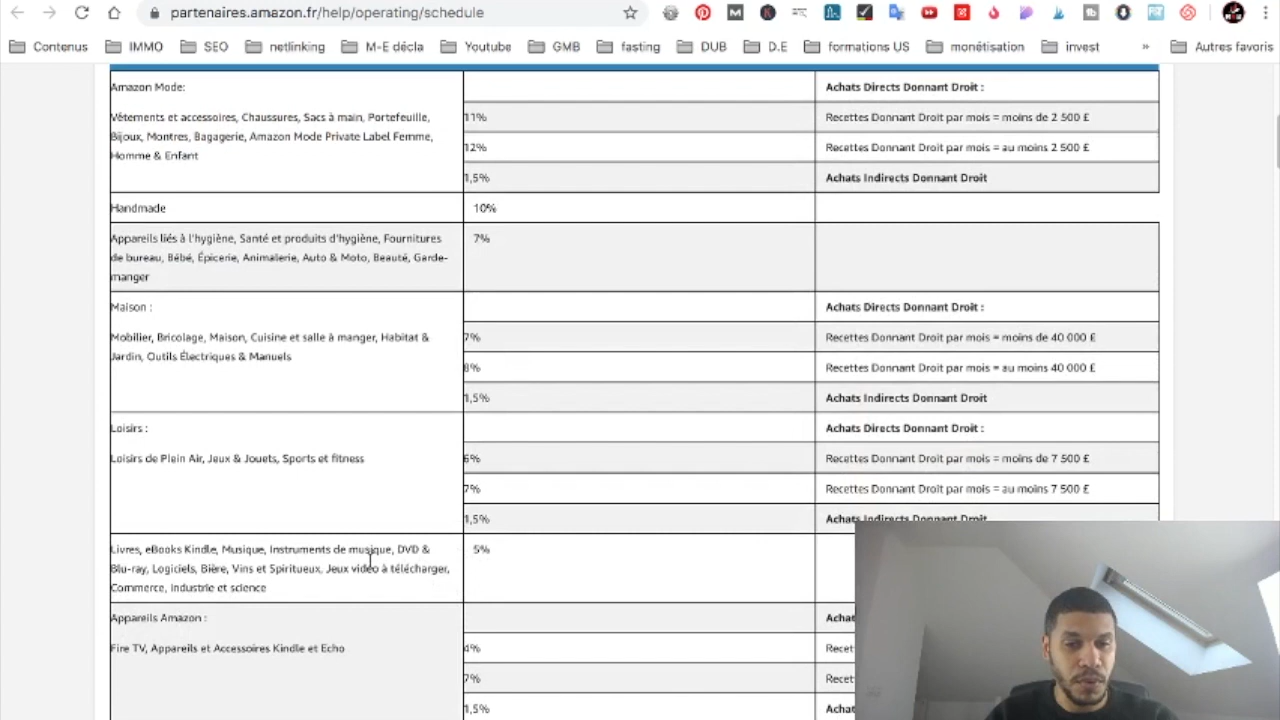 partenaires.amazon.fr/help/operating/schedule
Contenus IMMO SEO netlinking M-E décla Youtube GMB fasting DUB D.E formations US monétisation invest » Autres favoris
Amazon Mode:
Achats Directs Donnant Droit :
Vêtements et accessoires, Chaussures, Sacs à main, Portefeuille,
Bijoux, Montres, Bagagerie, Amazon Mode Private Label Femme,
Homme & Enfant
11%
Recettes Donnant Droit par mois = moins de 2 500 £
12%
Recettes Donnant Droit par mois = au moins 2 500 £
1,5%
Achats Indirects Donnant Droit
Handmade
10%
Appareils liés à l'hygiène, Santé et produits d'hygiène, Fournitures
de bureau, Bébé, Épicerie, Animalerie, Auto & Moto, Beauté, Garde-
manger
7%
Maison :
Achats Directs Donnant Droit :
Mobilier, Bricolage, Maison, Cuisine et salle à manger, Habitat &
Jardin, Outils Électriques & Manuels
7%
Recettes Donnant Droit par mois = moins de 40 000 £
8%
Recettes Donnant Droit par mois = au moins 40 000 £
1,5%
Achats Indirects Donnant Droit
Loisirs :
Achats Directs Donnant Droit :
Loisirs de Plein Air, Jeux & Jouets, Sports et fitness
6%
Recettes Donnant Droit par mois = moins de 7 500 £
7%
Recettes Donnant Droit par mois = au moins 7 500 £
1,5%
Achats Indirects Donnant Droit
Livres, eBooks Kindle, Musique, Instruments de musique, DVD &
Blu-ray, Logiciels, Bière, Vins et Spiritueux, Jeux vidéo à télécharger,
Commerce, Industrie et science
5%
Appareils Amazon :
Acha
Fire TV, Appareils et Accessoires Kindle et Echo
4%
Recet
7%
Recet
1,5%
Achat